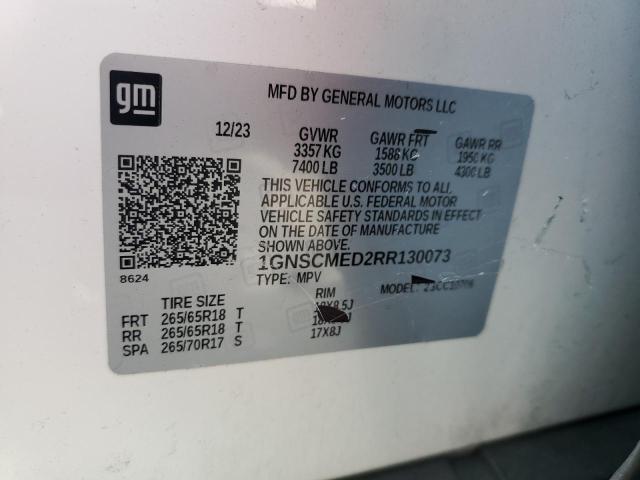 gm
MFD BY GENERAL MOTORS LLC
12/23 GVWR GAWR FRT GAWR RR
3357 KG 1586 KG 1950 KG
7400 LB 3500 LB 4300 LB
THIS VEHICLE CONFORMS TO ALL
APPLICABLE U.S. FEDERAL MOTOR
VEHICLE SAFETY STANDARDS IN EFFECT
ON THE DATE OF MANUFACTURE
SHOWN ABOVE.
1GNSCMED2RR130073
8624
TYPE: MPV MODEL:
TIRE SIZE RIM
FRT 265/65R18 T
RR 265/65R18 T
SPA 265/70R17 S 17X8J